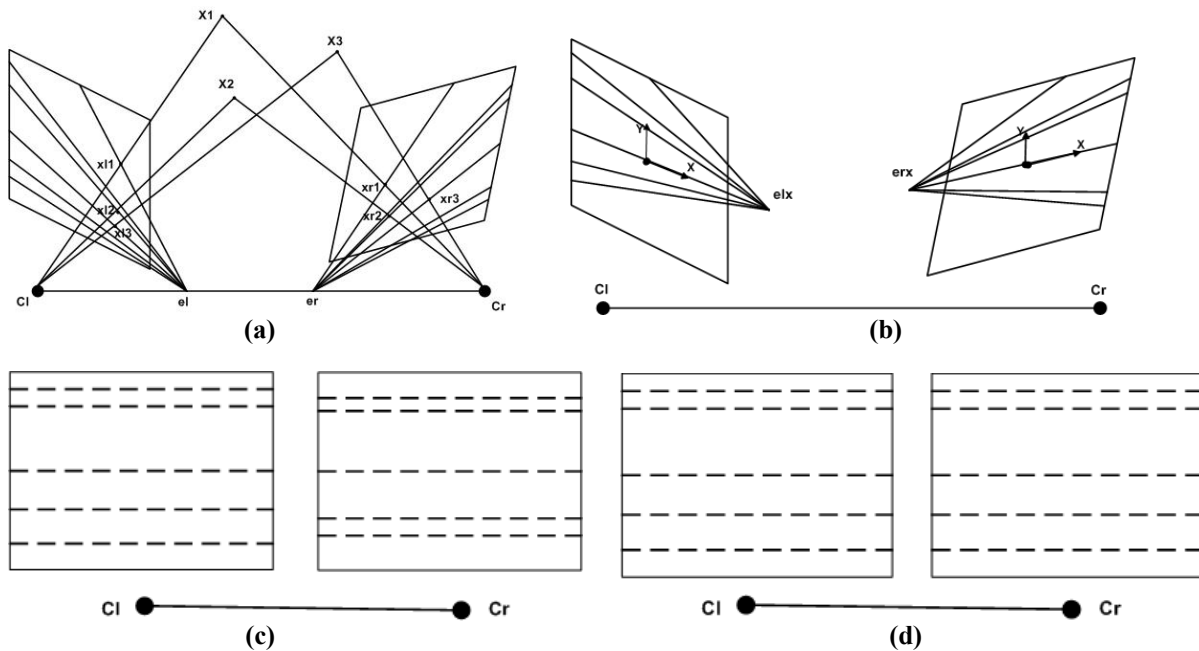 X1
X3
X2
xl1
xl2
xl3
xr1
xr2
xr3
Cl
el
er
Cr
(a)
Y
X
elx
erx
Y
X
Cl
Cr
(b)
Cl
Cr
(c)
Cl
Cr
(d)